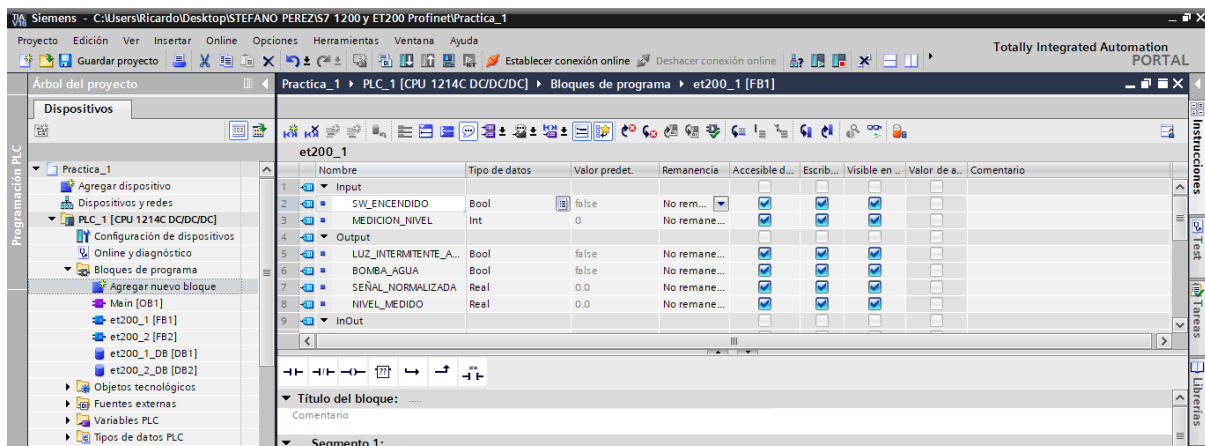 Siemens - C:\Users\Ricardo\Desktop\STEFANO PEREZ\S7 1200 y ET200 Profinet\Practica_1
Proyecto Edición Ver Insertar Online Opciones Herramientas Ventana Ayuda
Totally Integrated Automation
PORTAL
Guardar proyecto Establecer conexión online Deshacer conexión online
Árbol del proyecto
Practica_1 PLC_1 [CPU 1214C DC/DC/DC] Bloques de programa et200_1 [FB1]
Dispositivos
Programación PLC
Practica_1
Agregar dispositivo
Dispositivos y redes
PLC_1 [CPU 1214C DC/DC/DC]
Configuración de dispositivos
Online y diagnóstico
Bloques de programa
Agregar nuevo bloque
Main [OB1]
et200_1 [FB1]
et200_2 [FB2]
et200_1_DB [DB1]
et200_2_DB [DB2]
Objetos tecnológicos
Fuentes externas
Variables PLC
Tipos de datos PLC
et200_1
Nombre Tipo de datos Valor predet. Remanencia Accessible d... Escrib... Visible en .. Valor de a.. Comentario
1 Input
2 SW_ENCENDIDO Bool false No rem...
3 MEDICION_NIVEL Int 0 No remane...
4 Output
5 LUZ_INTERMITENTE_A... Bool false No remane...
6 BOMBA_AGUA Bool false No remane...
7 SEÑAL_NORMALIZADA Real 0.0 No remane...
8 NIVEL_MEDIDO Real 0.0 No remane...
9 InOut
??
Título del bloque: .....
Comentario
Segmento 1:
Instrucciones
Test
Tareas
Librerías